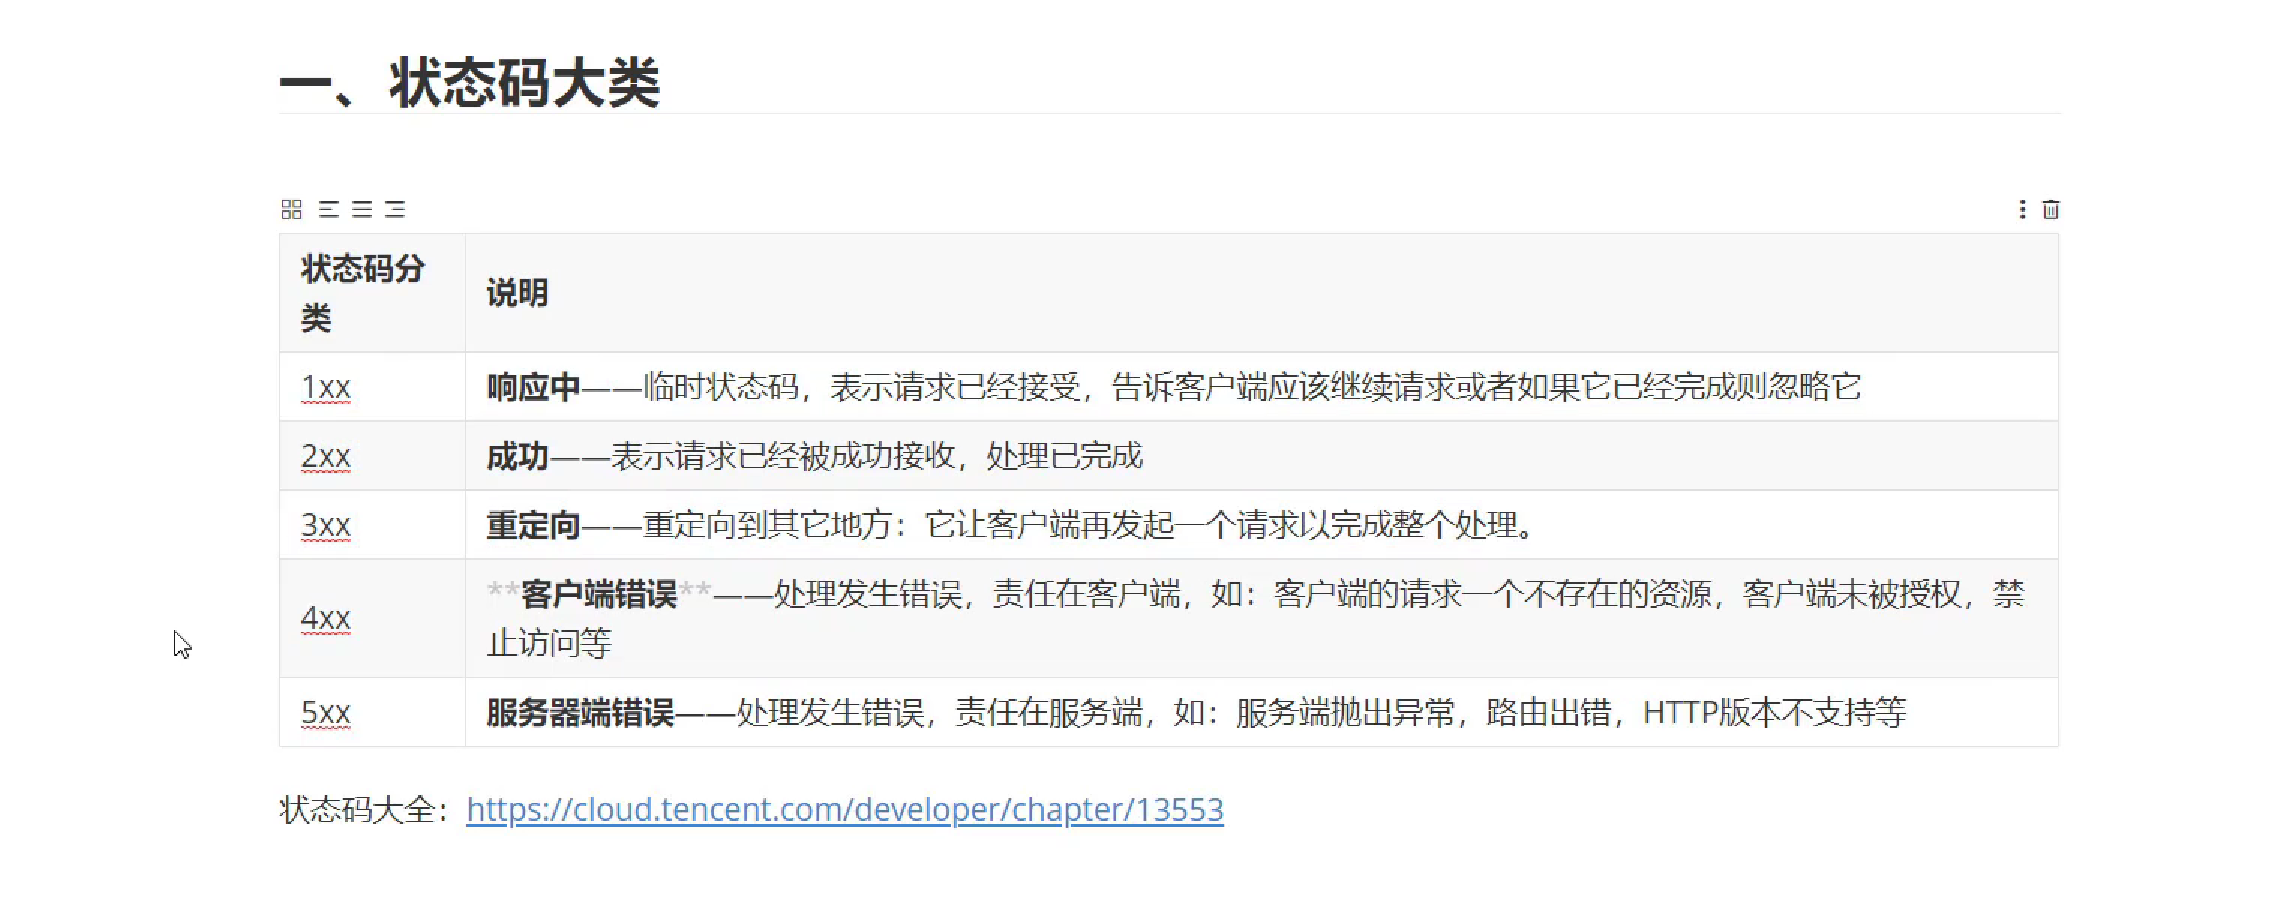 一、状态码大类
状态码分
类
说明
1xx
响应中——临时状态码，表示请求已经接受，告诉客户端应该继续请求或者如果它已经完成则忽略它
2xx
成功——表示请求已经被成功接收，处理已完成
3xx
重定向——重定向到其它地方：它让客户端再发起一个请求以完成整个处理。
4xx
**客户端错误**——处理发生错误，责任在客户端，如：客户端的请求一个不存在的资源，客户端未被授权，禁
止访问等
5xx
服务器端错误——处理发生错误，责任在服务端，如：服务端抛出异常，路由出错，HTTP版本不支持等
状态码大全：https://cloud.tencent.com/developer/chapter/13553